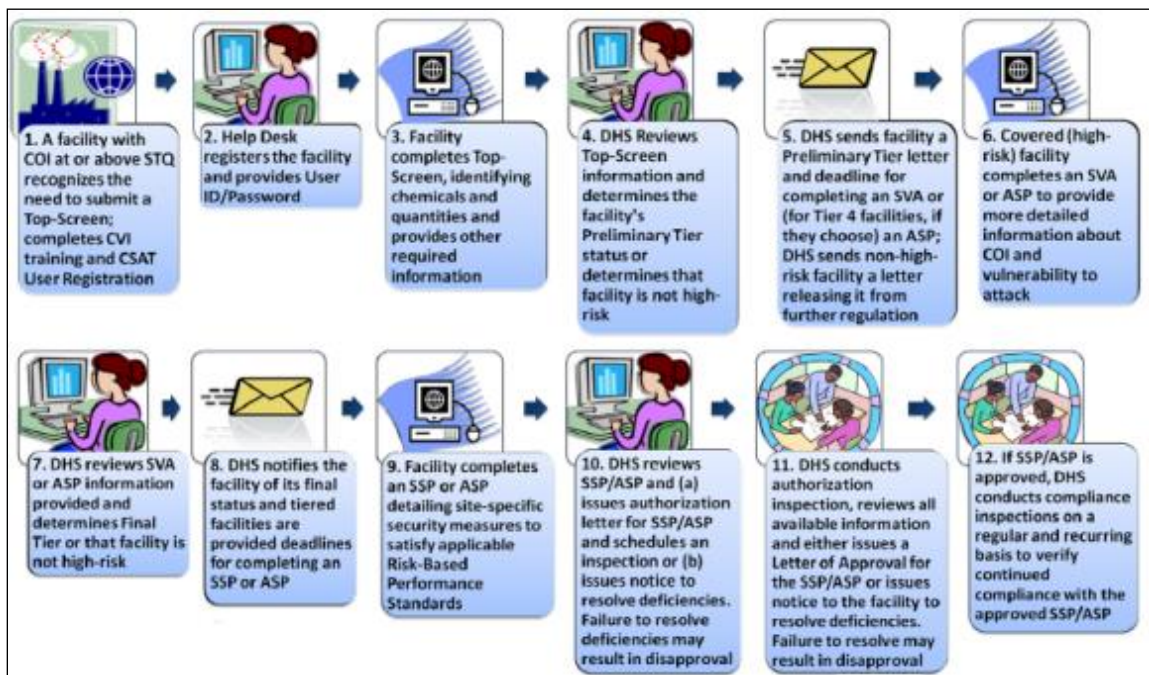 1. A facility with
COI at or above STQ
recognizes the
need to submit a
Top-Screen;
completes CVI
training and CSAT
User Registration
2. Help Desk
registers the facility
and provides User
ID/Password
3. Facility
completes Top-
Screen, identifying
chemicals and
quantities and
provides other
required
information
4. DHS Reviews
Top-Screen
information and
determines the
facility's
Preliminary Tier
status or
determines that
facility is not high-
risk
5. DHS sends facility a
Preliminary Tier letter
and deadline for
completing an SVA or
(for Tier 4 facilities, if
they choose) an ASP;
DHS sends non-high-
risk facility a letter
releasing it from
further regulation
6. Covered (high-
risk) facility
completes an SVA
or ASP to provide
more detailed
information about
COI and
vulnerability to
attack
7. DHS reviews SVA
or ASP information
provided and
determines Final
Tier or that facility is
not high-risk
8. DHS notifies the
facility of its final
status and tiered
facilities are
provided deadlines
for completing an
SSP or ASP
9. Facility completes
an SSP or ASP
detailing site-specific
security measures to
satisfy applicable
Risk-Based
Performance
Standards
10. DHS reviews
SSP/ASP and (a)
issues authorization
letter for SSP/ASP
and schedules an
inspection or (b)
issues notice to
resolve deficiencies.
Failure to resolve
deficiencies may
result in disapproval
11. DHS conducts
authorization
inspection, reviews all
available information
and either issues a
Letter of Approval for
the SSP/ASP or issues
notice to the facility to
resolve deficiencies.
Failure to resolve may
result in disapproval
12. If SSP/ASP is
approved, DHS
conducts compliance
inspections on a
regular and recurring
basis to verify
continued
compliance with the
approved SSP/ASP